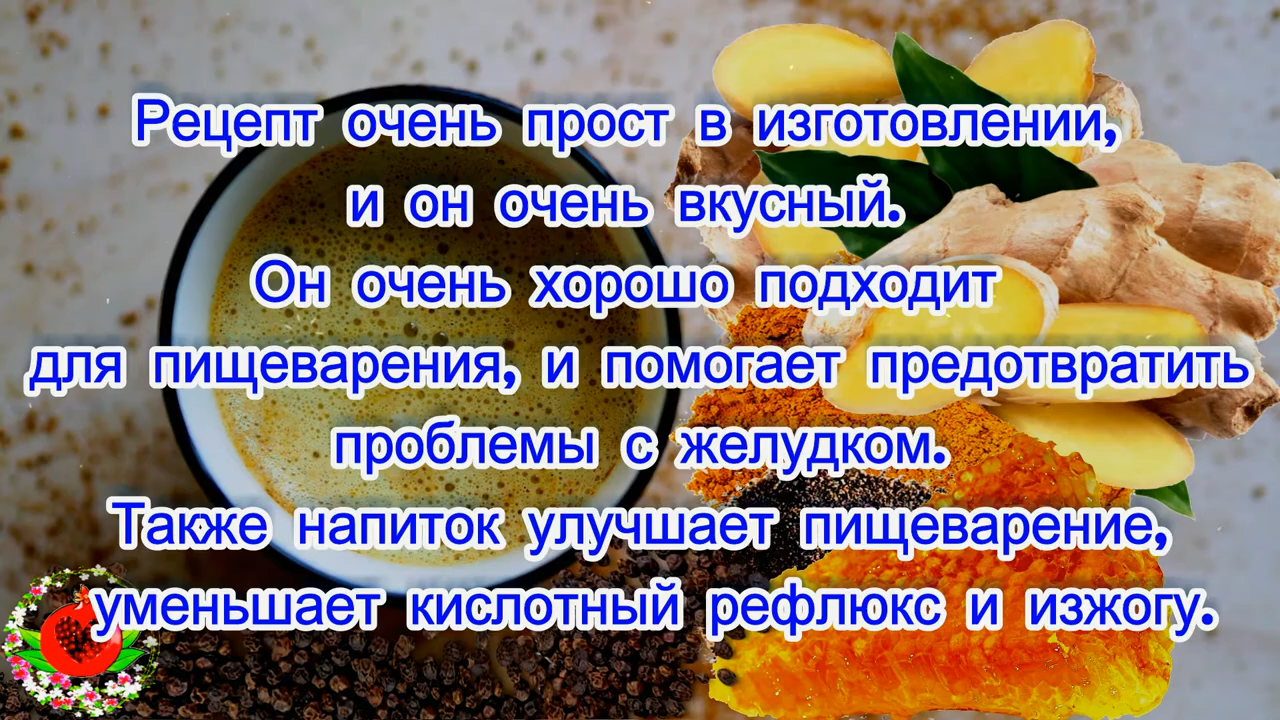 Рецепт очень прост в изготовлении,
и он очень вкусный.
Он очень хорошо подходит
для пищеварения, и помогает предотвратить
проблемы с желудком.
Также напиток улучшает пищеварение,
уменьшает кислотный рефлюкс и изжогу.